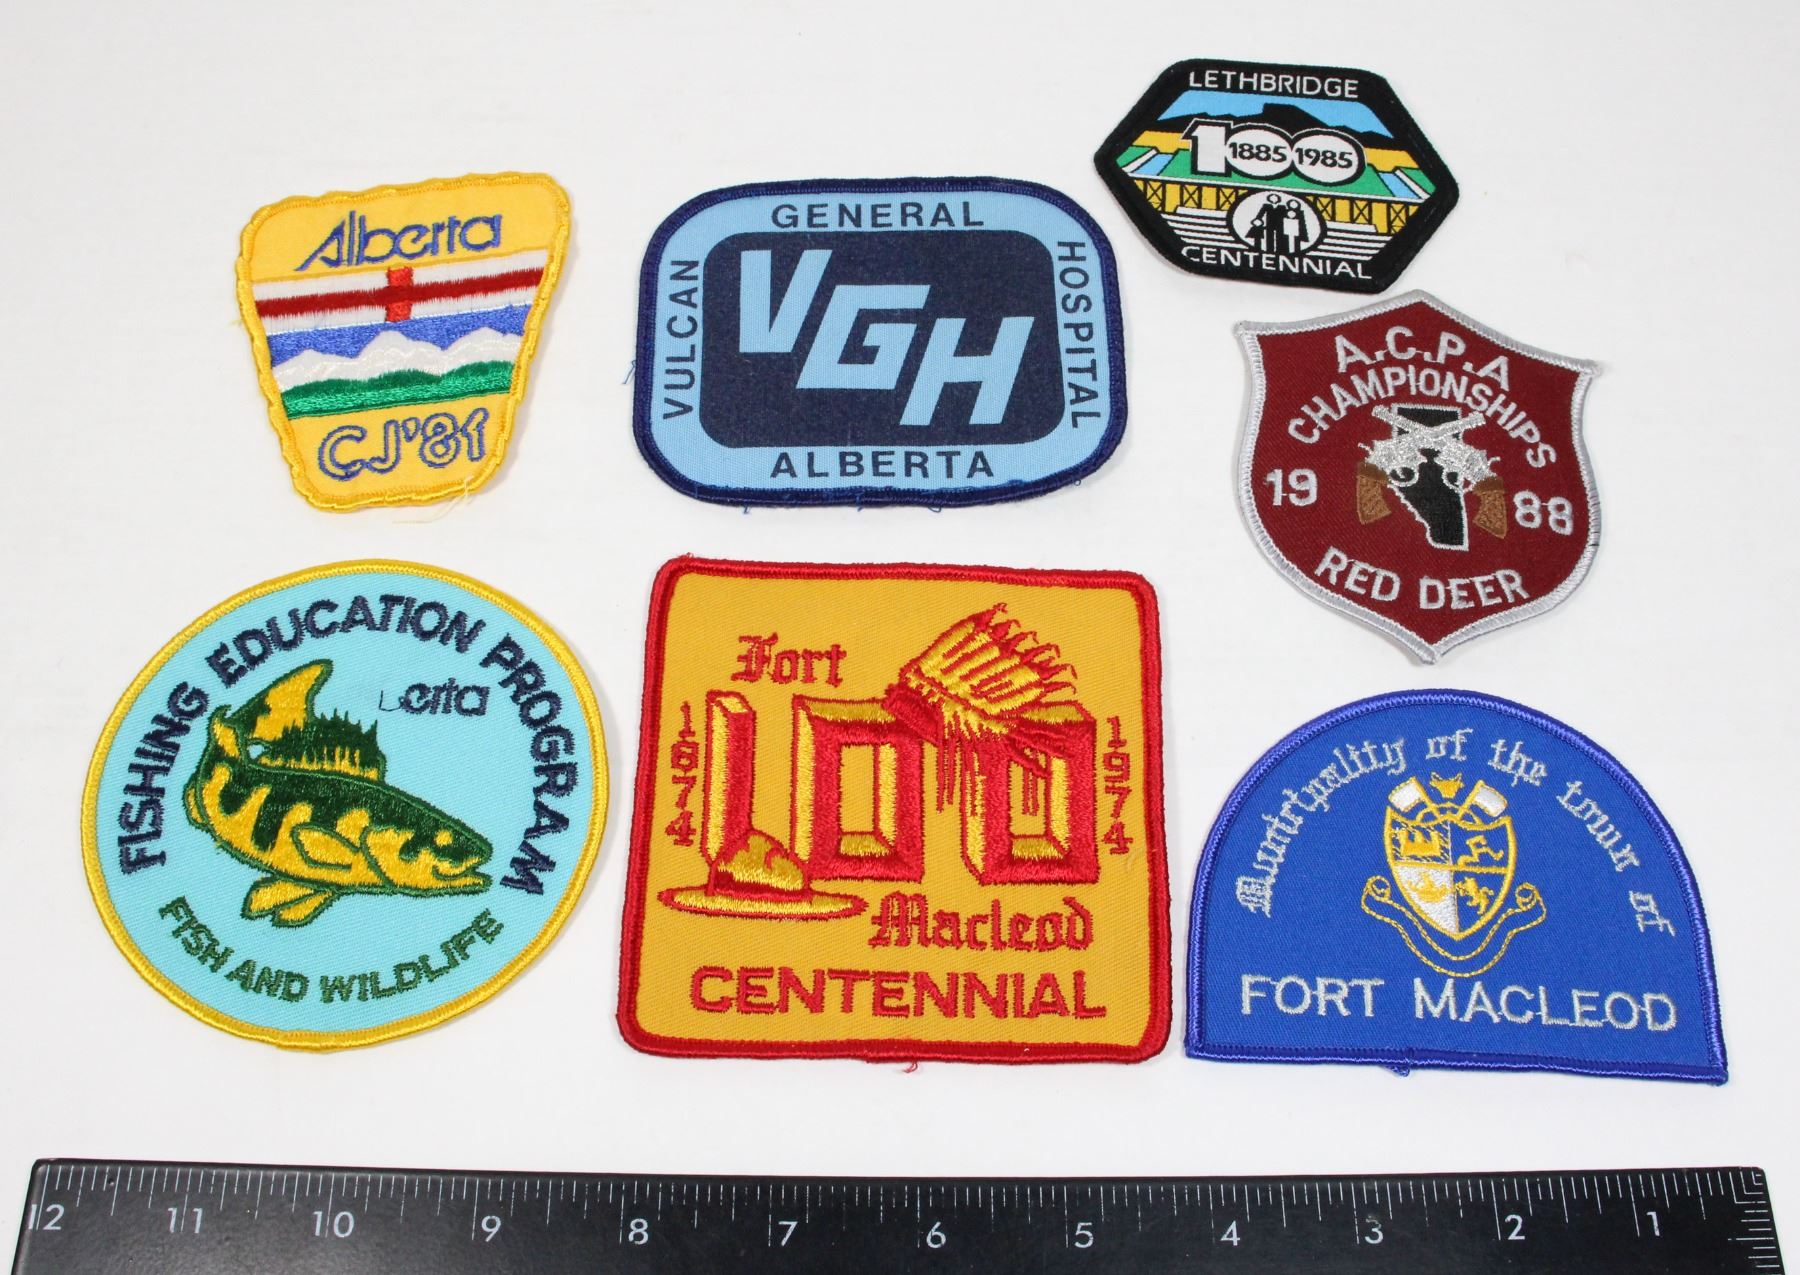 Alberta
CJ'81
GENERAL
VULCAN
HOSPITAL
VGH
ALBERTA
LETHBRIDGE
100
1885 1985
CENTENNIAL
A.C.P.A
CHAMPIONSHIPS
19 88
RED DEER
FISHING EDUCATION PROGRAM
erta
FISH AND WILDLIFE
Fort
1874
100
1974
Macleod
CENTENNIAL
Municipality of the town of
FORT MACLEOD
12 11 10 9 8 7 6 5 4 3 2 1